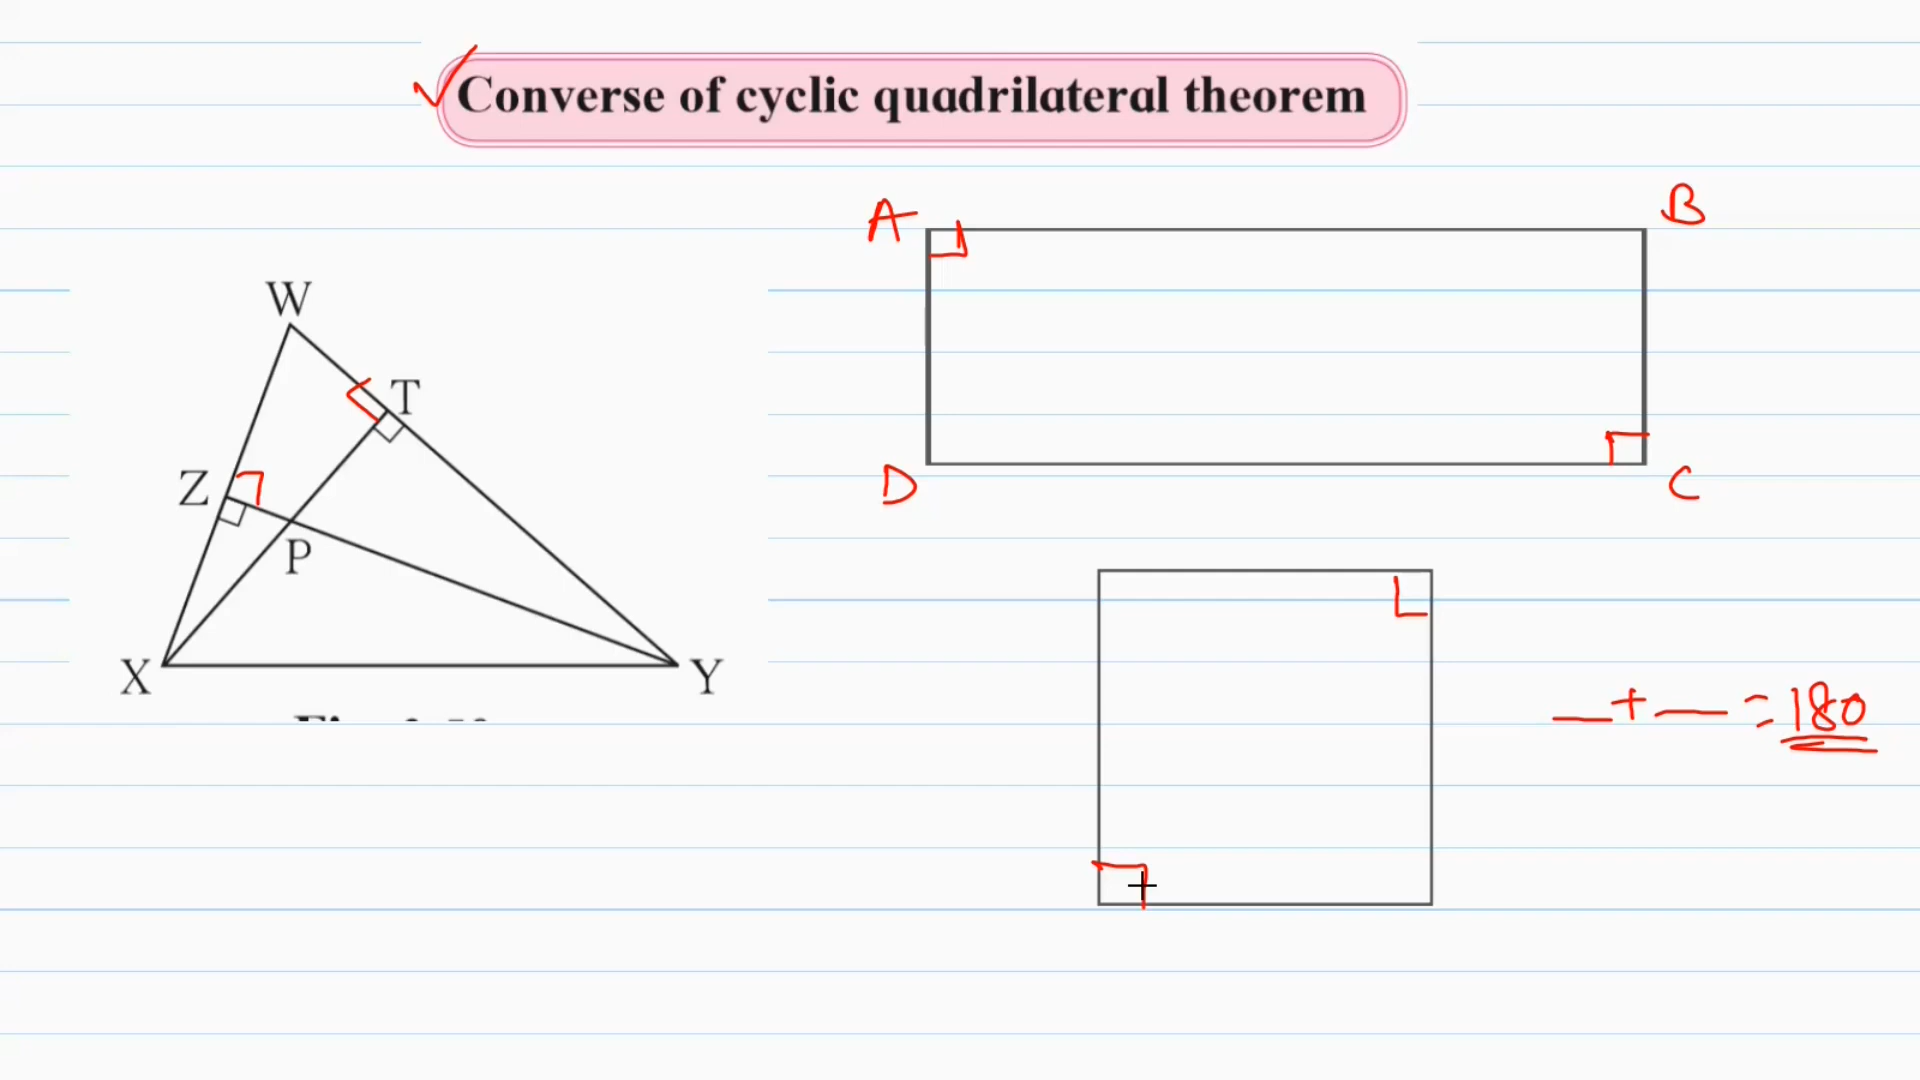 Converse of cyclic quadrilateral theorem
A
B
W
T
Z
D
C
P
X
Y
— + — = 180